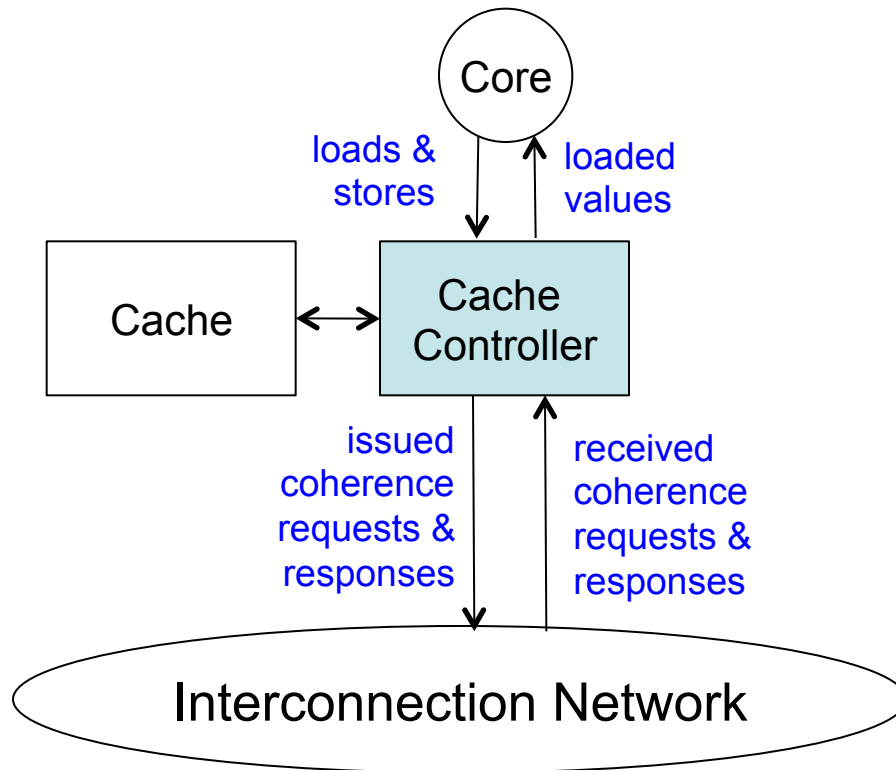 Core
loads &
stores
loaded
values
Cache
Cache
Controller
issued
coherence
requests &
responses
received
coherence
requests &
responses
Interconnection Network